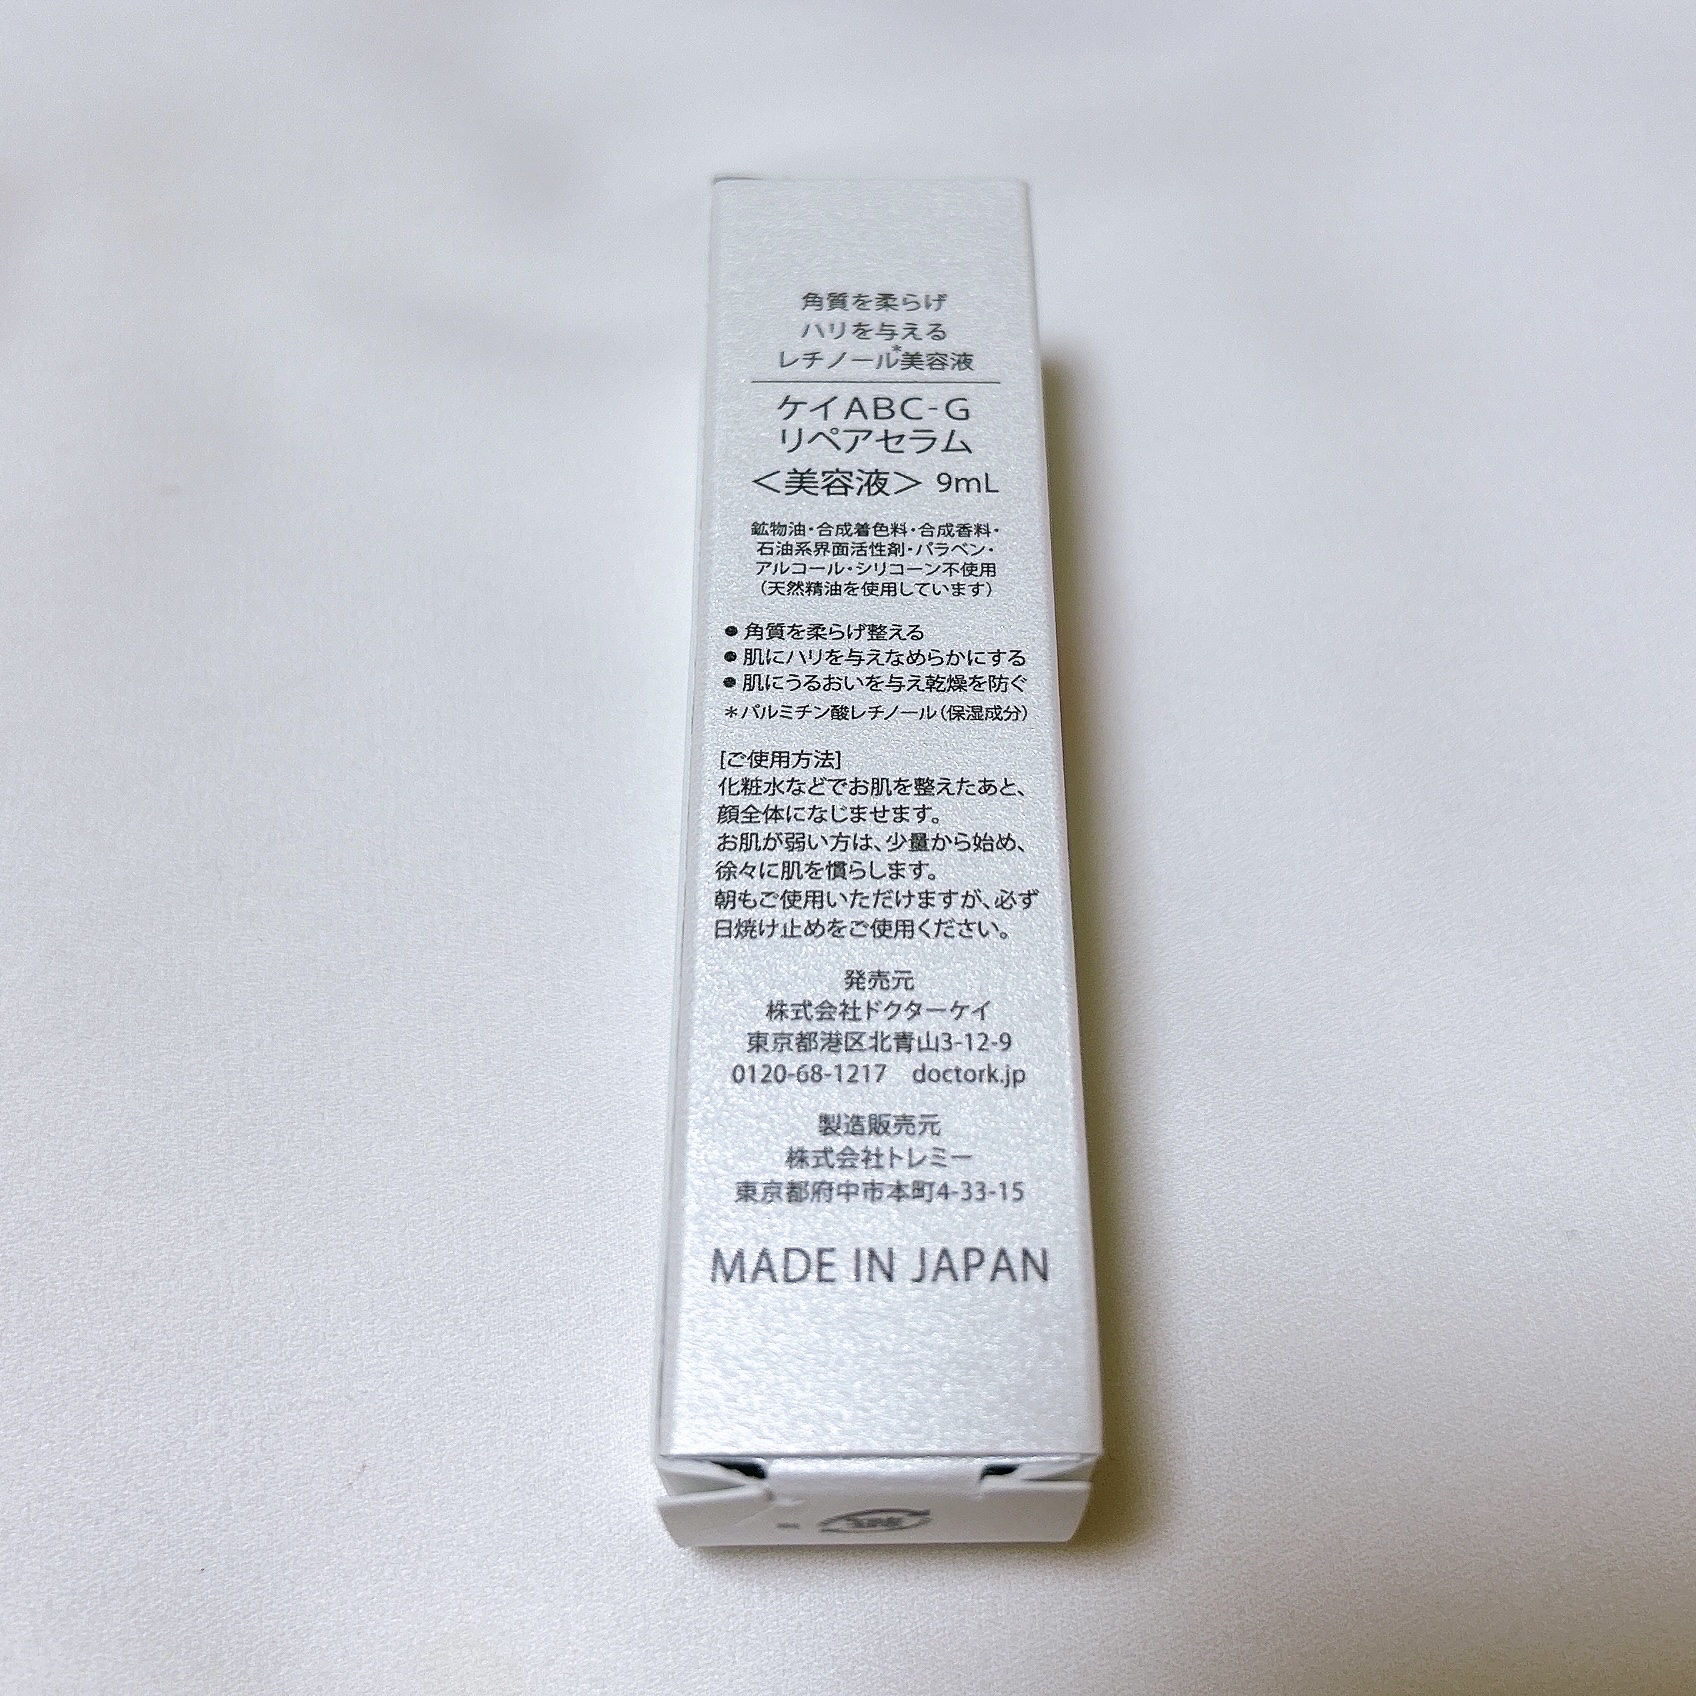 角質を柔らげ
ハリを与える
レチノール*美容液
ケイABC-G
リペアセラム
＜美容液＞ 9mL
鉱物油・合成着色料・合成香料・
石油系界面活性剤・パラベン・
アルコール・シリコーン不使用
（天然精油を使用しています）
● 角質を柔らげ整える
● 肌にハリを与えなめらかにする
● 肌にうるおいを与え乾燥を防ぐ
＊パルミチン酸レチノール（保湿成分）
[ご使用方法]
化粧水などでお肌を整えたあと、
顔全体になじませます。
お肌が弱い方は、少量から始め、
徐々に肌を慣らします。
朝もご使用いただけますが、必ず
日焼け止めをご使用ください。
発売元
株式会社ドクターケイ
東京都港区北青山3-12-9
0120-68-1217 doctork.jp
製造販売元
株式会社トレミー
東京都府中市本町4-33-15
MADE IN JAPAN